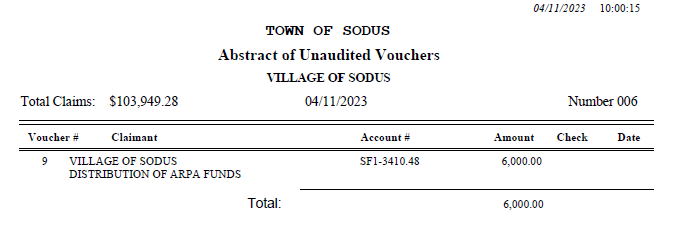 04/11/2023 10:00:15
TOWN OF SODUS
Abstract of Unaudited Vouchers
VILLAGE OF SODUS
Total Claims: $103,949.28 04/11/2023 Number 006
Voucher # Claimant Account # Amount Check Date
9 VILLAGE OF SODUS SF1-3410.48 6,000.00
DISTRIBUTION OF ARPA FUNDS
Total: 6,000.00